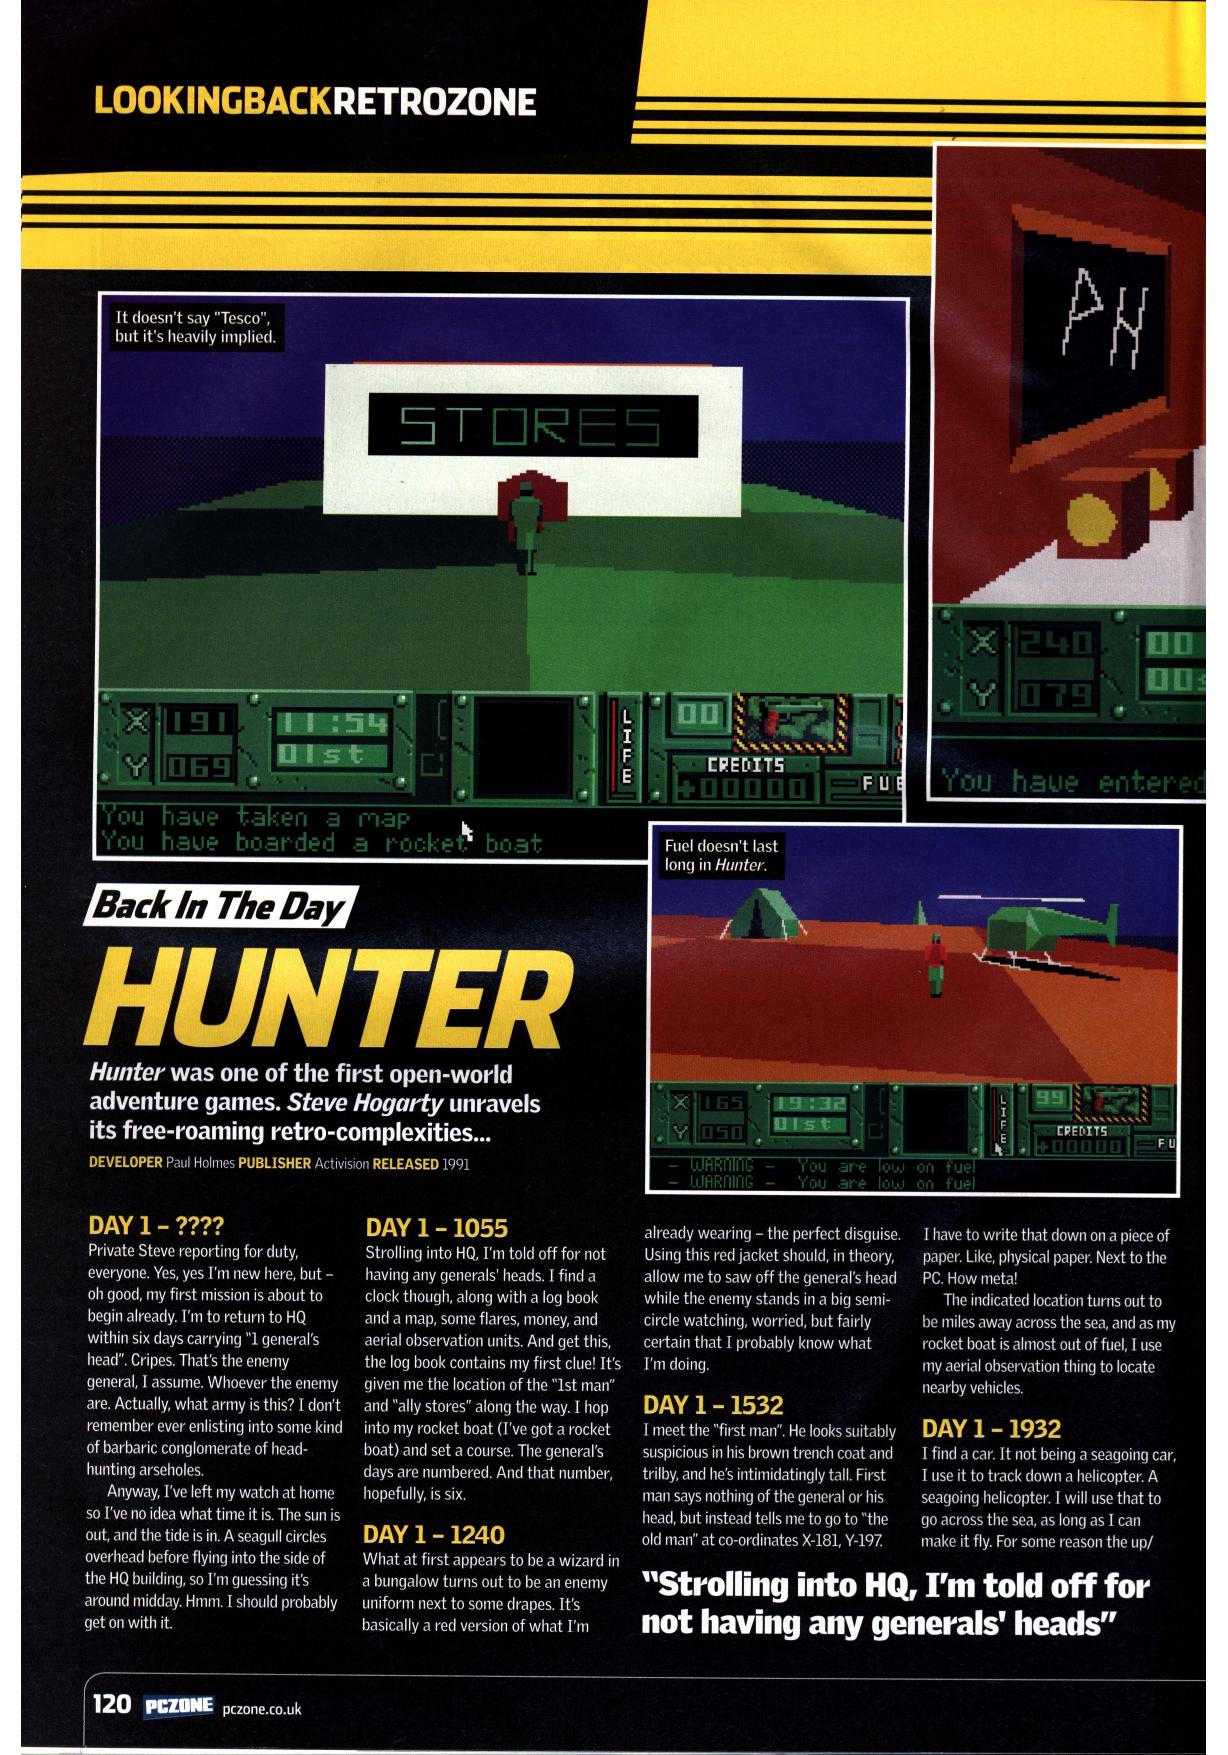 LOOKINGBACKRETROZONE
It doesn't say "Tesco",
but it's heavily implied.
STORES
X 191
Y 069
11:54
01st
LIFE
00
CREDITS
+00000
FUE
You have taken a map
You have boarded a rocket boat
PH
X 240
Y 079
00
00s
You have entered
Fuel doesn't last
long in Hunter.
X 165
Y 050
19:32
01st
LIFE
99
CREDITS
+00000
FU
- WARNING - You are low on fuel
- WARNING - You are low on fuel
Back In The Day
HUNTER
Hunter was one of the first open-world
adventure games. Steve Hogarty unravels
its free-roaming retro-complexities...
DEVELOPER Paul Holmes PUBLISHER Activision RELEASED 1991
DAY 1 – ????
Private Steve reporting for duty,
everyone. Yes, yes I'm new here, but –
oh good, my first mission is about to
begin already. I'm to return to HQ
within six days carrying "1 general's
head". Cripes. That's the enemy
general, I assume. Whoever the enemy
are. Actually, what army is this? I don't
remember ever enlisting into some kind
of barbaric conglomerate of head-
hunting arseholes.
Anyway, I've left my watch at home
so I've no idea what time it is. The sun is
out, and the tide is in. A seagull circles
overhead before flying into the side of
the HQ building, so I'm guessing it's
around midday. Hmm. I should probably
get on with it.
DAY 1 – 1055
Strolling into HQ, I'm told off for not
having any generals' heads. I find a
clock though, along with a log book
and a map, some flares, money, and
aerial observation units. And get this,
the log book contains my first clue! It's
given me the location of the "1st man"
and "ally stores" along the way. I hop
into my rocket boat (I've got a rocket
boat) and set a course. The general's
days are numbered. And that number,
hopefully, is six.
DAY 1 – 1240
What at first appears to be a wizard in
a bungalow turns out to be an enemy
uniform next to some drapes. It's
basically a red version of what I'm
already wearing – the perfect disguise.
Using this red jacket should, in theory,
allow me to saw off the general's head
while the enemy stands in a big semi-
circle watching, worried, but fairly
certain that I probably know what
I'm doing.
DAY 1 – 1532
I meet the "first man". He looks suitably
suspicious in his brown trench coat and
trilby, and he's intimidatingly tall. First
man says nothing of the general or his
head, but instead tells me to go to "the
old man" at co-ordinates X-181, Y-197.
I have to write that down on a piece of
paper. Like, physical paper. Next to the
PC. How meta!
The indicated location turns out to
be miles away across the sea, and as my
rocket boat is almost out of fuel, I use
my aerial observation thing to locate
nearby vehicles.
DAY 1 – 1932
I find a car. It not being a seagoing car,
I use it to track down a helicopter. A
seagoing helicopter. I will use that to
go across the sea, as long as I can
make it fly. For some reason the up/
"Strolling into HQ, I'm told off for
not having any generals' heads"
120 PCZONE pczone.co.uk